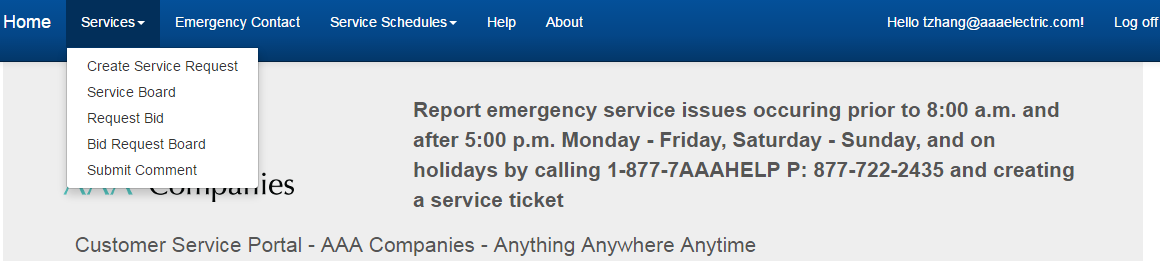 Home Services Emergency Contact Service Schedules Help About Hello tzhang@aaaelectric.com! Log off
Create Service Request
Service Board
Request Bid
Bid Request Board
Submit Comment
AAA Companies
Report emergency service issues occuring prior to 8:00 a.m. and
after 5:00 p.m. Monday - Friday, Saturday - Sunday, and on
holidays by calling 1-877-7AAAHELP P: 877-722-2435 and creating
a service ticket
Customer Service Portal - AAA Companies - Anything Anywhere Anytime